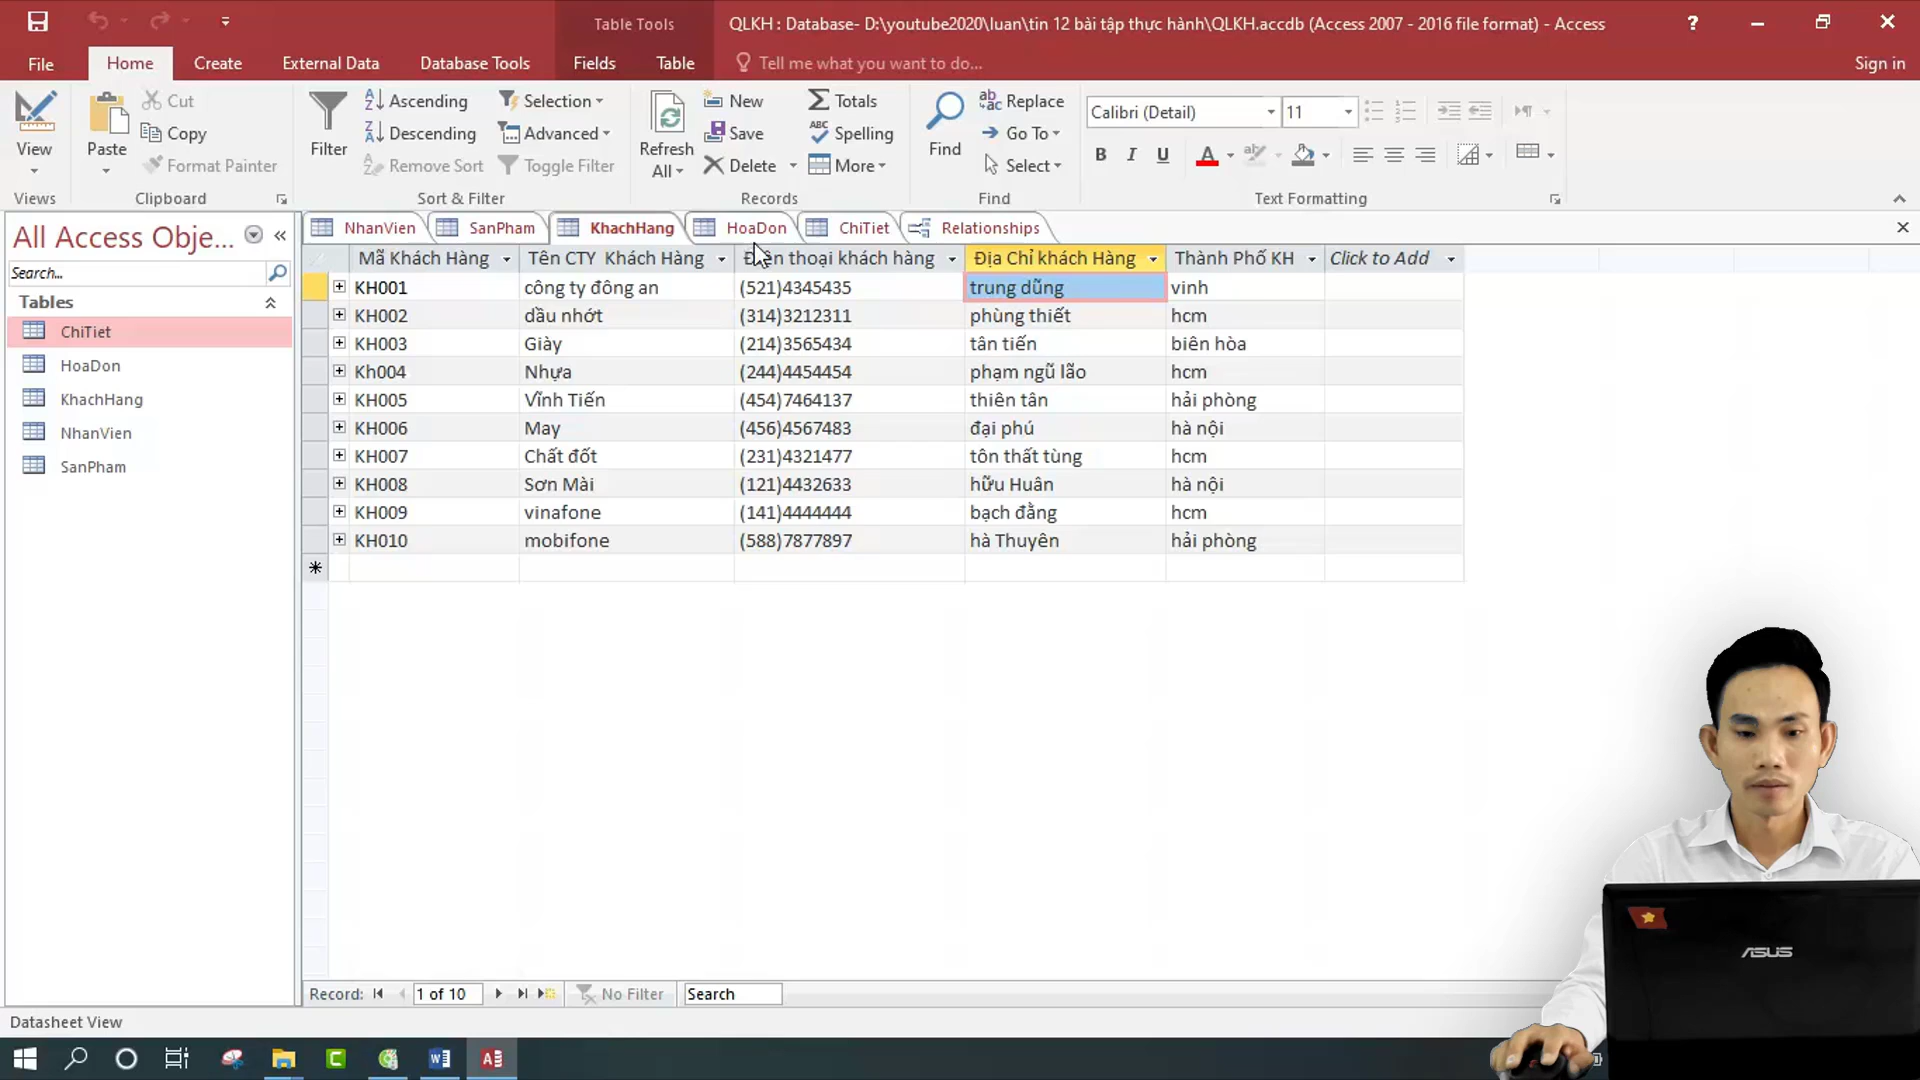 Table Tools
QLKH : Database- D:\youtube2020\luan\tin 12 bài tập thực hành\QLKH.accdb (Access 2007 - 2016 file format) - Access
?
File
Home
Create
External Data
Database Tools
Fields
Table
Tell me what you want to do...
Sign in
View
Views
Paste
Cut
Copy
Format Painter
Clipboard
Filter
Ascending
Descending
Remove Sort
Selection
Advanced
Toggle Filter
Sort & Filter
Refresh
All
New
Save
Delete
Totals
Spelling
More
Records
Find
Replace
Go To
Select
Find
Calibri (Detail)
11
B I U
Text Formatting
All Access Obje...
Search...
Tables
ChiTiet
HoaDon
KhachHang
NhanVien
SanPham
NhanVien SanPham KhachHang HoaDon ChiTiet Relationships
Mã Khách Hàng Tên CTY Khách Hàng Điện thoại khách hàng Địa Chỉ khách Hàng Thành Phố KH Click to Add
KH001 công ty đông an (521)4345435 trung dũng vinh
KH002 dầu nhớt (314)3212311 phùng thiết hcm
KH003 Giày (214)3565434 tân tiến biên hòa
Kh004 Nhựa (244)4454454 phạm ngũ lão hcm
KH005 Vĩnh Tiến (454)7464137 thiên tân hải phòng
KH006 May (456)4567483 đại phú hà nội
KH007 Chất đốt (231)4321477 tôn thất tùng hcm
KH008 Sơn Mài (121)4432633 hữu Huân hà nội
KH009 vinafone (141)4444444 bạch đằng hcm
KH010 mobifone (588)7877897 hà Thuyên hải phòng
Record: 1 of 10 No Filter Search
Datasheet View
ASUS